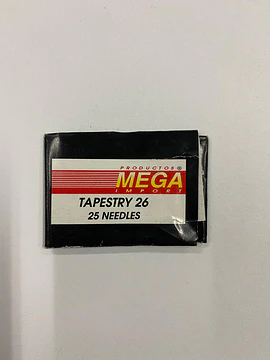 PRODUCTOS®
MEGA
IMPORT
TAPESTRY 26
25 NEEDLES